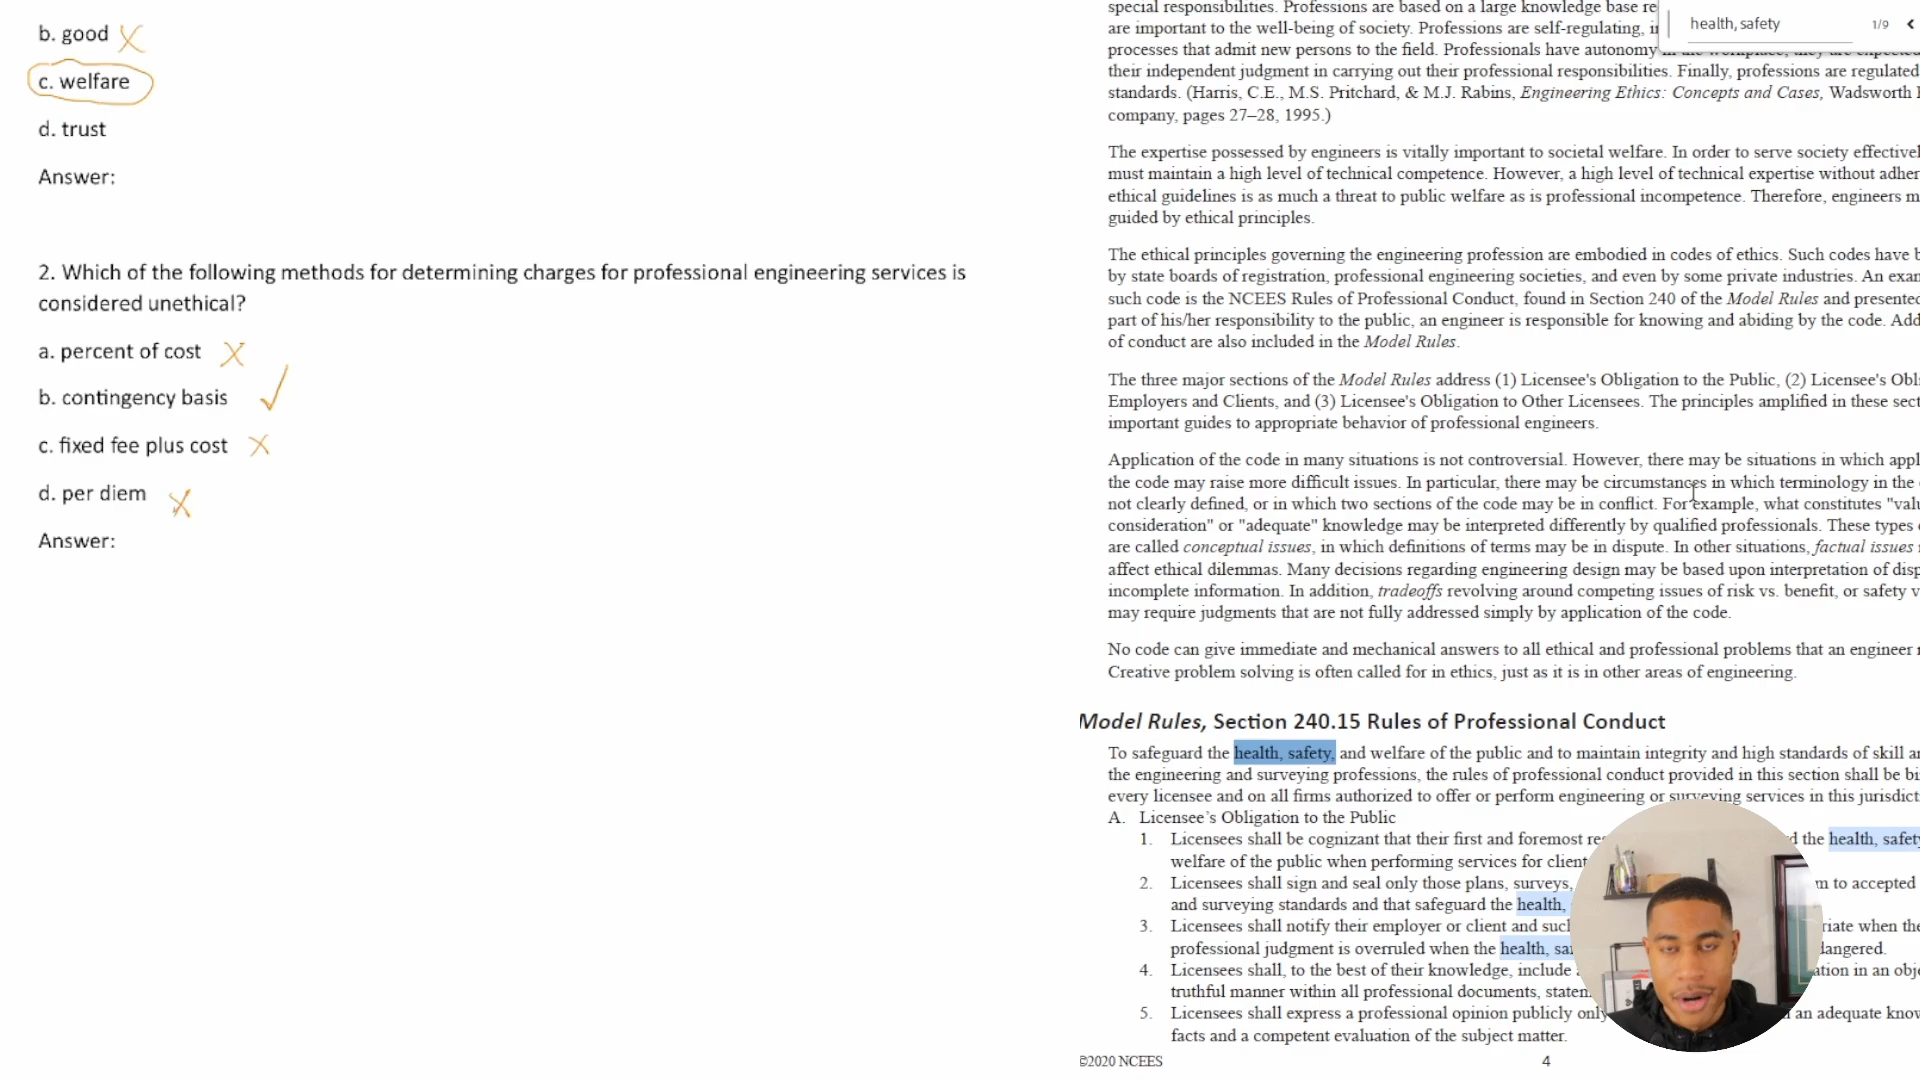 b. good
c. welfare
d. trust
Answer:
2. Which of the following methods for determining charges for professional engineering services is
considered unethical?
a. percent of cost
b. contingency basis
c. fixed fee plus cost
d. per diem
Answer:
health, safety 1/9
special responsibilities. Professions are based on a large knowledge base
are important to the well-being of society. Professions are self-regulating,
processes that admit new persons to the field. Professionals have autonomy
their independent judgment in carrying out their professional responsibilities. Finally, professions are regulated
standards. (Harris, C.E., M.S. Pritchard, & M.J. Rabins, Engineering Ethics: Concepts and Cases, Wadsworth
company, pages 27–28, 1995.)
The expertise possessed by engineers is vitally important to societal welfare. In order to serve society
must maintain a high level of technical competence. However, a high level of technical expertise without
ethical guidelines is as much a threat to public welfare as is professional incompetence. Therefore, engineers
guided by ethical principles.
The ethical principles governing the engineering profession are embodied in codes of ethics. Such codes have
by state boards of registration, professional engineering societies, and even by some private industries. An
such code is the NCEES Rules of Professional Conduct, found in Section 240 of the Model Rules and presented
part of his/her responsibility to the public, an engineer is responsible for knowing and abiding by the code.
of conduct are also included in the Model Rules.
The three major sections of the Model Rules address (1) Licensee's Obligation to the Public, (2) Licensee's
Employers and Clients, and (3) Licensee's Obligation to Other Licensees. The principles amplified in these
important guides to appropriate behavior of professional engineers.
Application of the code in many situations is not controversial. However, there may be situations in which
the code may raise more difficult issues. In particular, there may be circumstances in which terminology in the
not clearly defined, or in which two sections of the code may be in conflict. For example, what constitutes
consideration" or "adequate" knowledge may be interpreted differently by qualified professionals. These types
are called conceptual issues, in which definitions of terms may be in dispute. In other situations, factual issues
affect ethical dilemmas. Many decisions regarding engineering design may be based upon interpretation of
incomplete information. In addition, tradeoffs revolving around competing issues of risk vs. benefit, or safety
may require judgments that are not fully addressed simply by application of the code.
No code can give immediate and mechanical answers to all ethical and professional problems that an engineer
Creative problem solving is often called for in ethics, just as it is in other areas of engineering.
Model Rules, Section 240.15 Rules of Professional Conduct
To safeguard the health, safety, and welfare of the public and to maintain integrity and high standards of skill
the engineering and surveying professions, the rules of professional conduct provided in this section shall be
every licensee and on all firms authorized to offer or perform engineering or surveying services in this
A. Licensee's Obligation to the Public
1. Licensees shall be cognizant that their first and foremost the health,
welfare of the public when performing services for
2. Licensees shall sign and seal only those plans, surveys, to accepted
and surveying standards and that safeguard the health,
3. Licensees shall notify their employer or client and when the
professional judgment is overruled when the health,
4. Licensees shall, to the best of their knowledge, include in an
truthful manner within all professional documents,
5. Licensees shall express a professional opinion publicly an adequate
facts and a competent evaluation of the subject matter.
©2020 NCEES 4